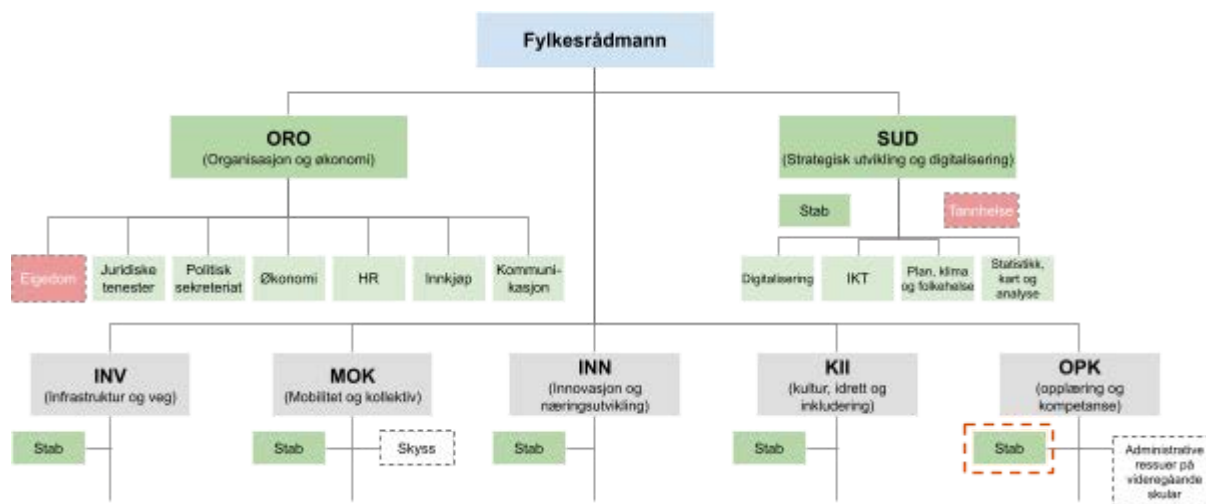 Fylkesrådmann
ORO
(Organisasjon og økonomi)
SUD
(Strategisk utvikling og digitalisering)
Stab
Tannhelse
Eigedom
Juridiske
tenester
Politisk
sekreteriat
Økonomi
HR
Innkjøp
Kommuni-
kasjon
Digitalisering
IKT
Plan, klima
og folkehelse
Statistikk,
kart og
analyse
INV
(Infrastruktur og veg)
MOK
(Mobilitet og kollektiv)
INN
(Innovasjon og
næringsutvikling)
KII
(kultur, idrett og
inkludering)
OPK
(opplæring og
kompetanse)
Stab
Stab
Skyss
Stab
Stab
Stab
Administrative
ressuer på
videregåande
skular